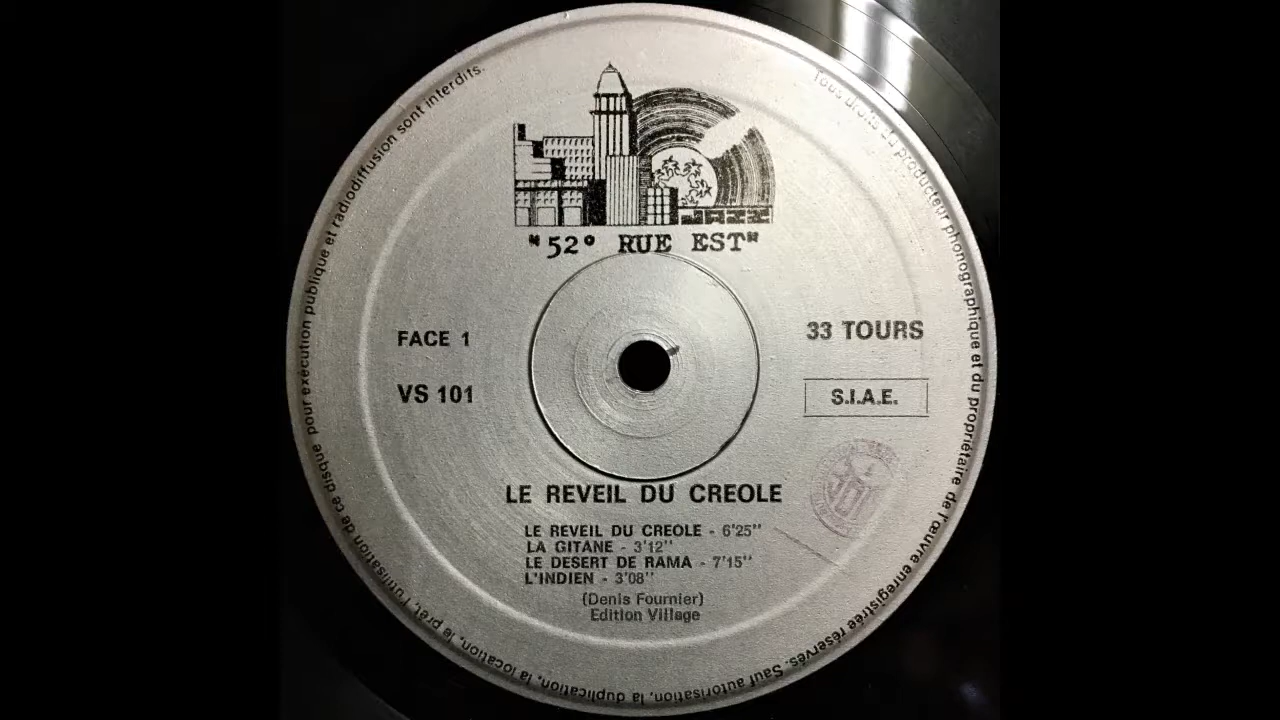 JAZZ
"52° RUE EST"
FACE 1
33 TOURS
VS 101
S.I.A.E.
LE REVEIL DU CREOLE
LE REVEIL DU CREOLE - 6'25"
LA GITANE - 3'12"
LE DESERT DE RAMA - 7'15"
L'INDIEN - 3'08"
(Denis Fournier)
Edition Village
Tous droits du producteur phonographique et du propriétaire de l'œuvre enregistrée réservés. Sauf autorisation, la duplication, la location, le prêt, l'utilisation de ce disque pour exécution publique et radiodiffusion sont interdits.